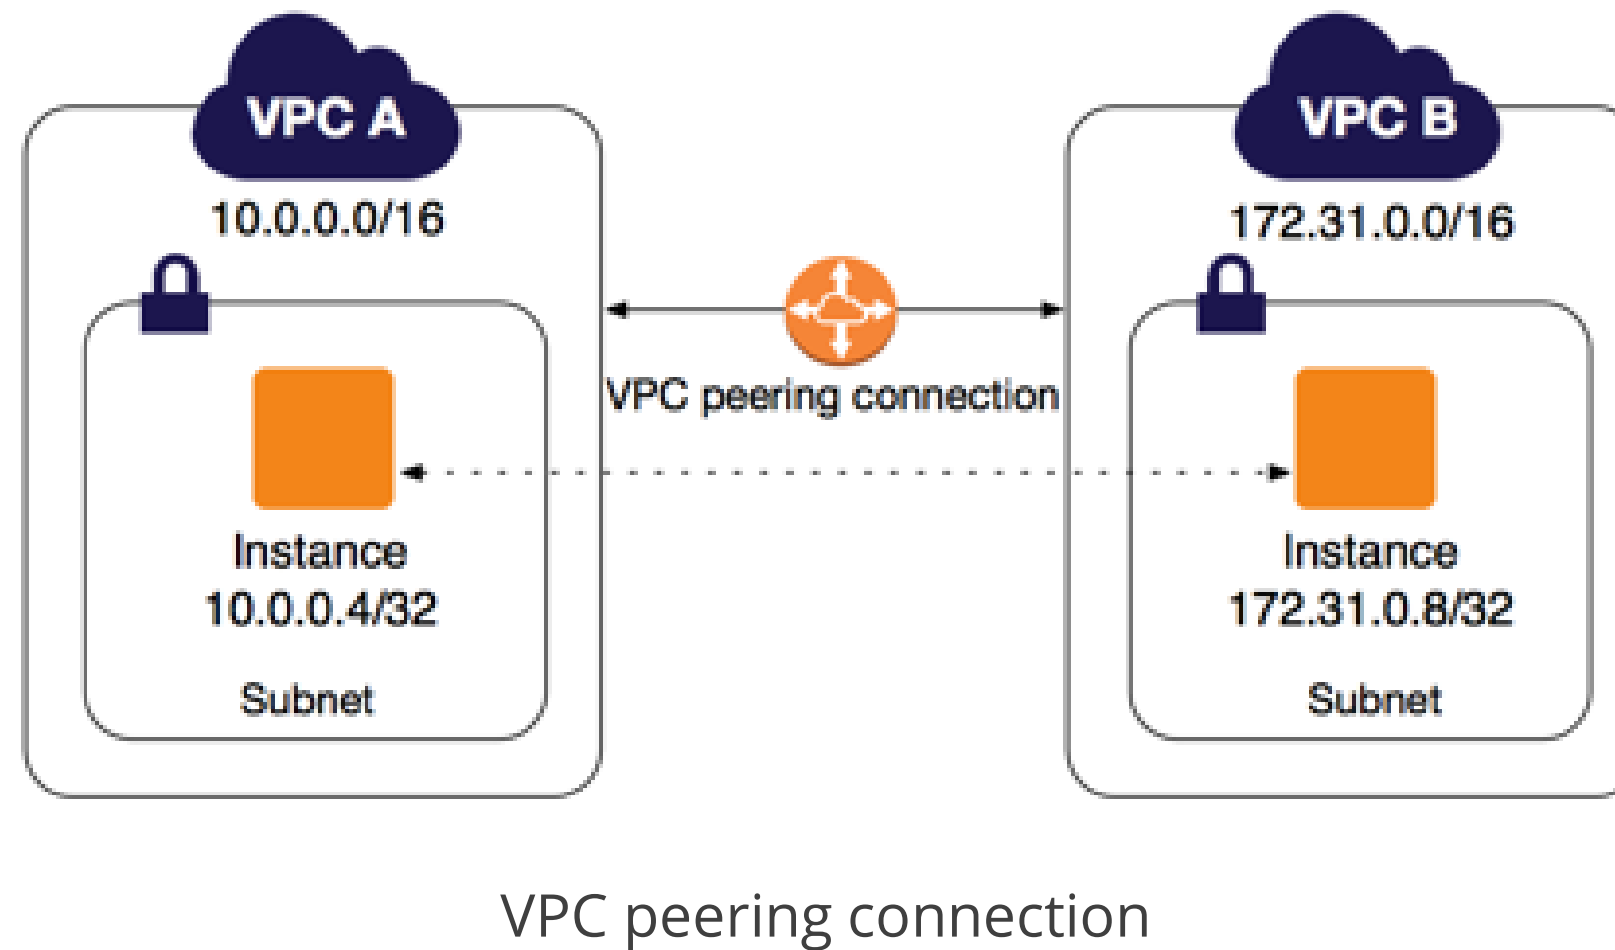 VPC A
10.0.0.0/16
Instance
10.0.0.4/32
Subnet
VPC peering connection
VPC B
172.31.0.0/16
Instance
172.31.0.8/32
Subnet
VPC peering connection